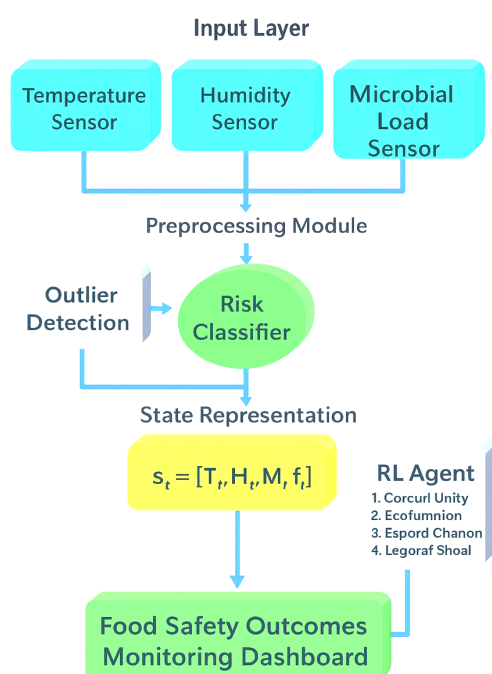 Input Layer
Temperature
Sensor
Humidity
Sensor
Microbial
Load
Sensor
Preprocessing Module
Outlier
Detection
Risk
Classifier
State Representation
sₜ = [Tₜ, Hₜ, M, fₜ]
RL Agent
1. Corcurl Unity
2. Ecofumnion
3. Espord Chanon
4. Legoraf Shoal
Food Safety Outcomes
Monitoring Dashboard